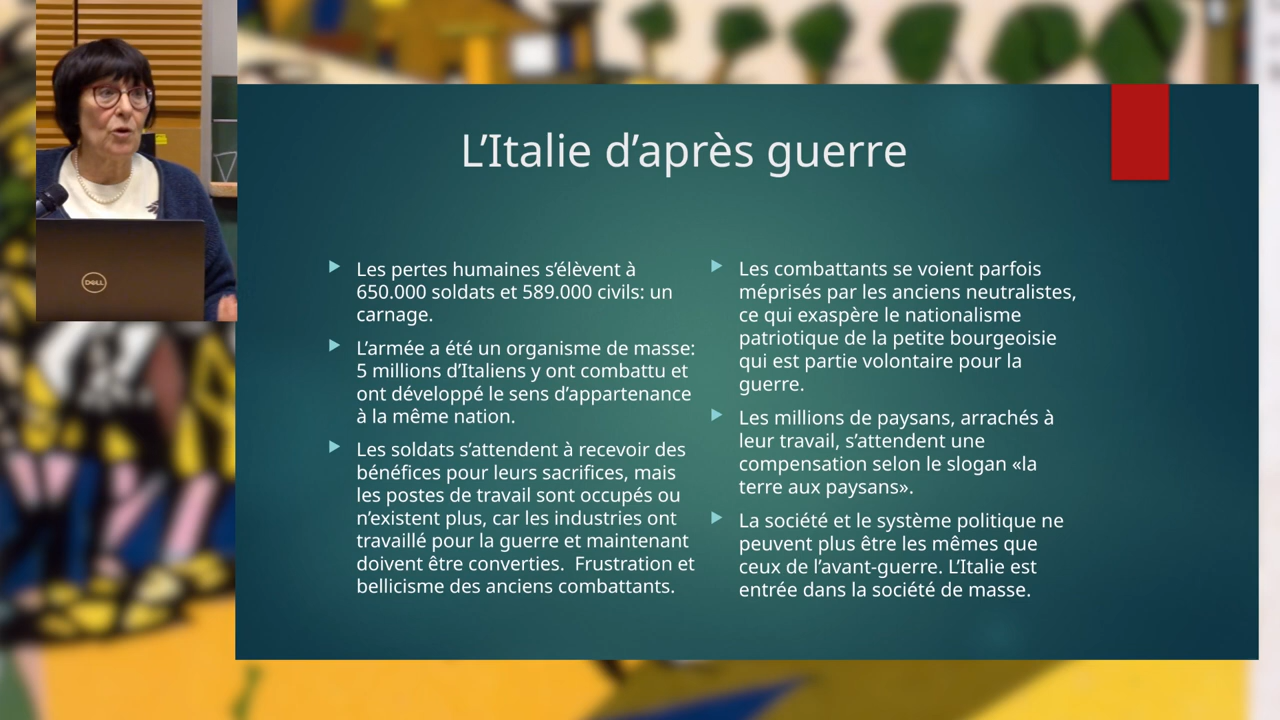 L’Italie d’après guerre
Les pertes humaines s’élèvent à
650.000 soldats et 589.000 civils: un
carnage.
L’armée a été un organisme de masse:
5 millions d’Italiens y ont combattu et
ont développé le sens d’appartenance
à la même nation.
Les soldats s’attendent à recevoir des
bénéfices pour leurs sacrifices, mais
les postes de travail sont occupés ou
n’existent plus, car les industries ont
travaillé pour la guerre et maintenant
doivent être converties.  Frustration et
bellicisme des anciens combattants.
Les combattants se voient parfois
méprisés par les anciens neutralistes,
ce qui exaspère le nationalisme
patriotique de la petite bourgeoisie
qui est partie volontaire pour la
guerre.
Les millions de paysans, arrachés à
leur travail, s’attendent une
compensation selon le slogan «la
terre aux paysans».
La société et le système politique ne
peuvent plus être les mêmes que
ceux de l’avant-guerre. L’Italie est
entrée dans la société de masse.
DELL